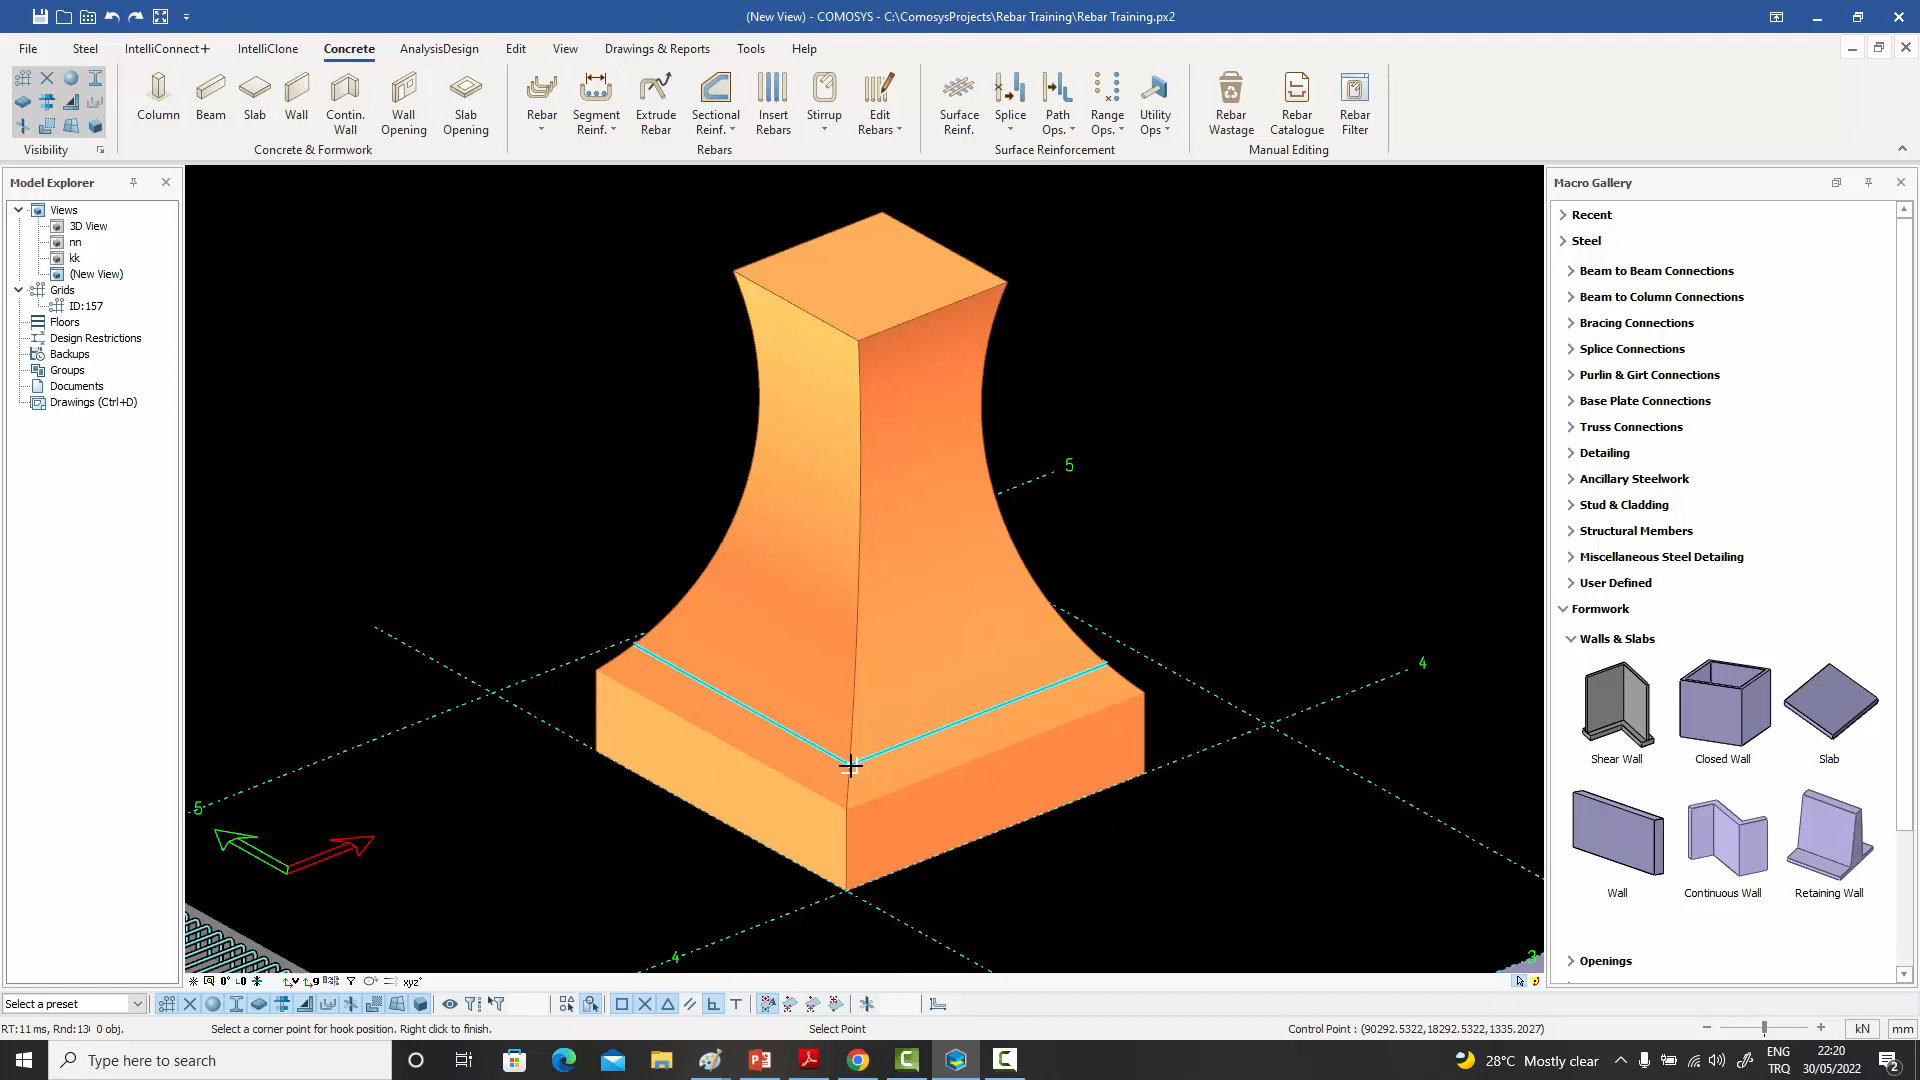 (New View) - COMOSYS - C:\ComosysProjects\Rebar Training\Rebar Training.px2
File Steel IntelliConnect+ IntelliClone Concrete AnalysisDesign Edit View Drawings & Reports Tools Help
Column Beam Slab Wall Contin. Wall Wall Opening Slab Opening Rebar Segment Reinf. Extrude Rebar Sectional Reinf. Insert Rebars Stirrup Edit Rebars Surface Reinf. Splice Path Ops. Range Ops. Utility Ops Rebar Wastage Rebar Catalogue Rebar Filter
Visibility Concrete & Formwork Rebars Surface Reinforcement Manual Editing
Model Explorer
Views
3D View
nn
kk
(New View)
Grids
ID:157
Floors
Design Restrictions
Backups
Groups
Documents
Drawings (Ctrl+D)
5
4
5
4
3
Macro Gallery
Recent
Steel
Beam to Beam Connections
Beam to Column Connections
Bracing Connections
Splice Connections
Purlin & Girt Connections
Base Plate Connections
Truss Connections
Detailing
Ancillary Steelwork
Stud & Cladding
Structural Members
Miscellaneous Steel Detailing
User Defined
Formwork
Walls & Slabs
Shear Wall Closed Wall Slab
Wall Continuous Wall Retaining Wall
Openings
xyz
Select a preset
RT:11 ms, Rnd:13 0 obj. Select a corner point for hook position. Right click to finish. Select Point Control Point : (90292.5322,18292.5322,1335.2027) kN mm
Type here to search
28°C Mostly clear
ENG
TRQ
22:20
30/05/2022
2